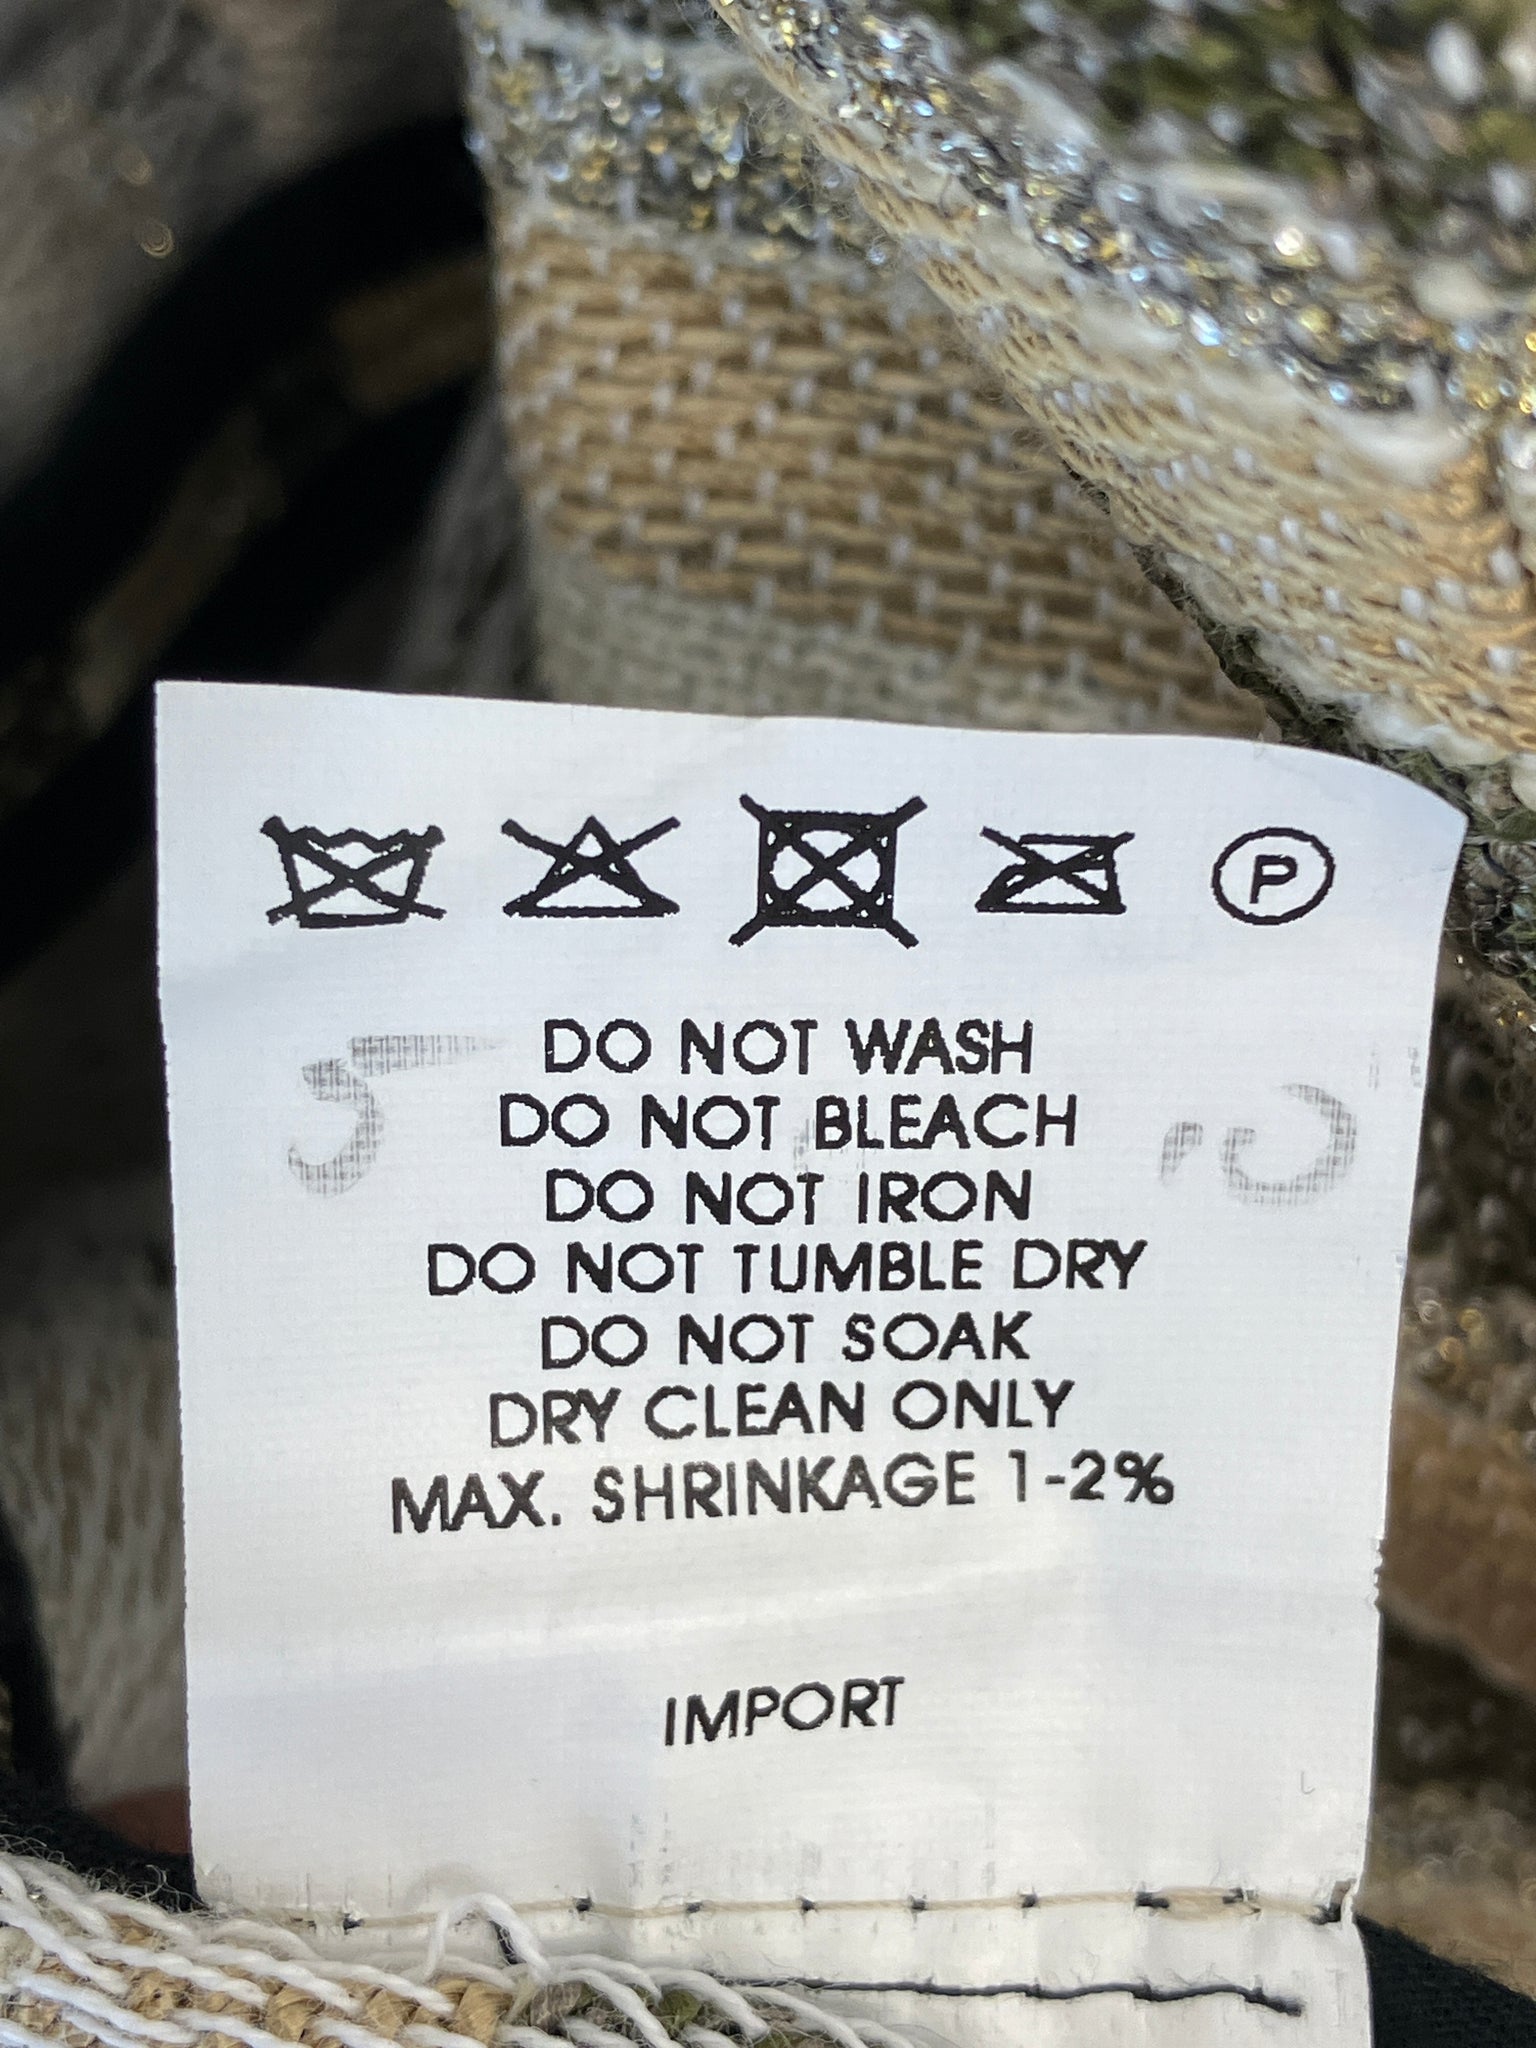 P
DO NOT WASH
DO NOT BLEACH
DO NOT IRON
DO NOT TUMBLE DRY
DO NOT SOAK
DRY CLEAN ONLY
MAX. SHRINKAGE 1-2%
IMPORT